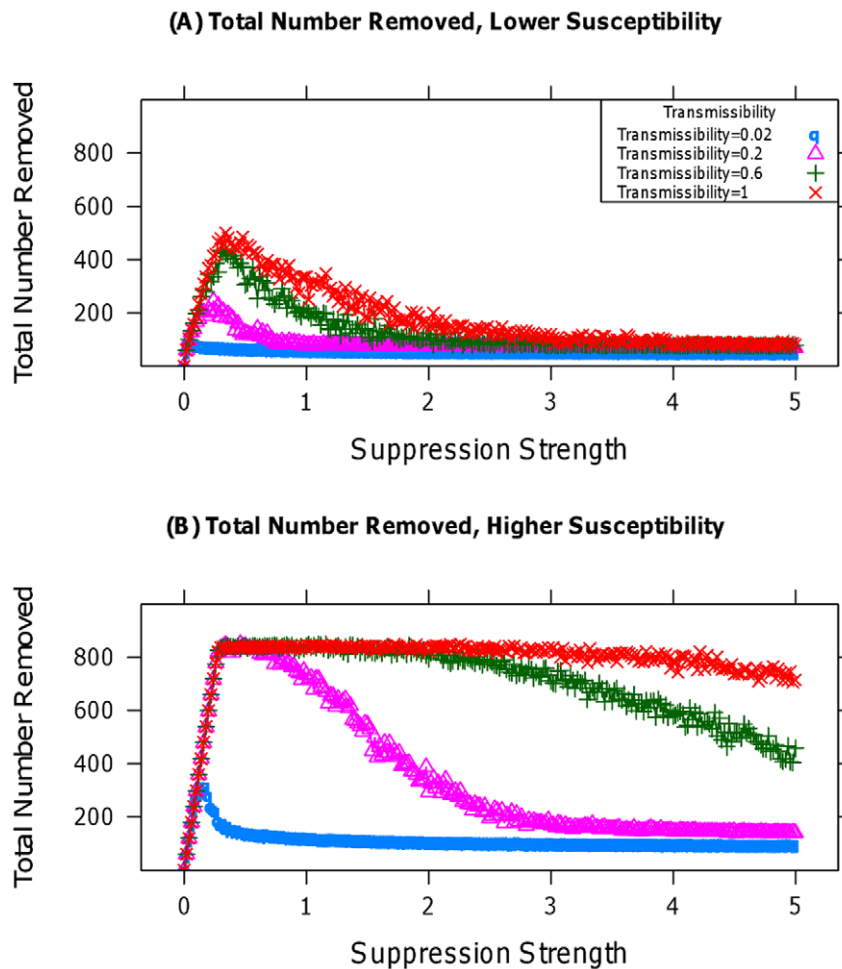 (A) Total Number Removed, Lower Susceptibility
Total Number Removed
800
600
400
200
Transmissibility
Transmissibility=0.02 q
Transmissibility=0.2
Transmissibility=0.6
Transmissibility=1
0 1 2 3 4 5
Suppression Strength
(B) Total Number Removed, Higher Susceptibility
Total Number Removed
800
600
400
200
0 1 2 3 4 5
Suppression Strength